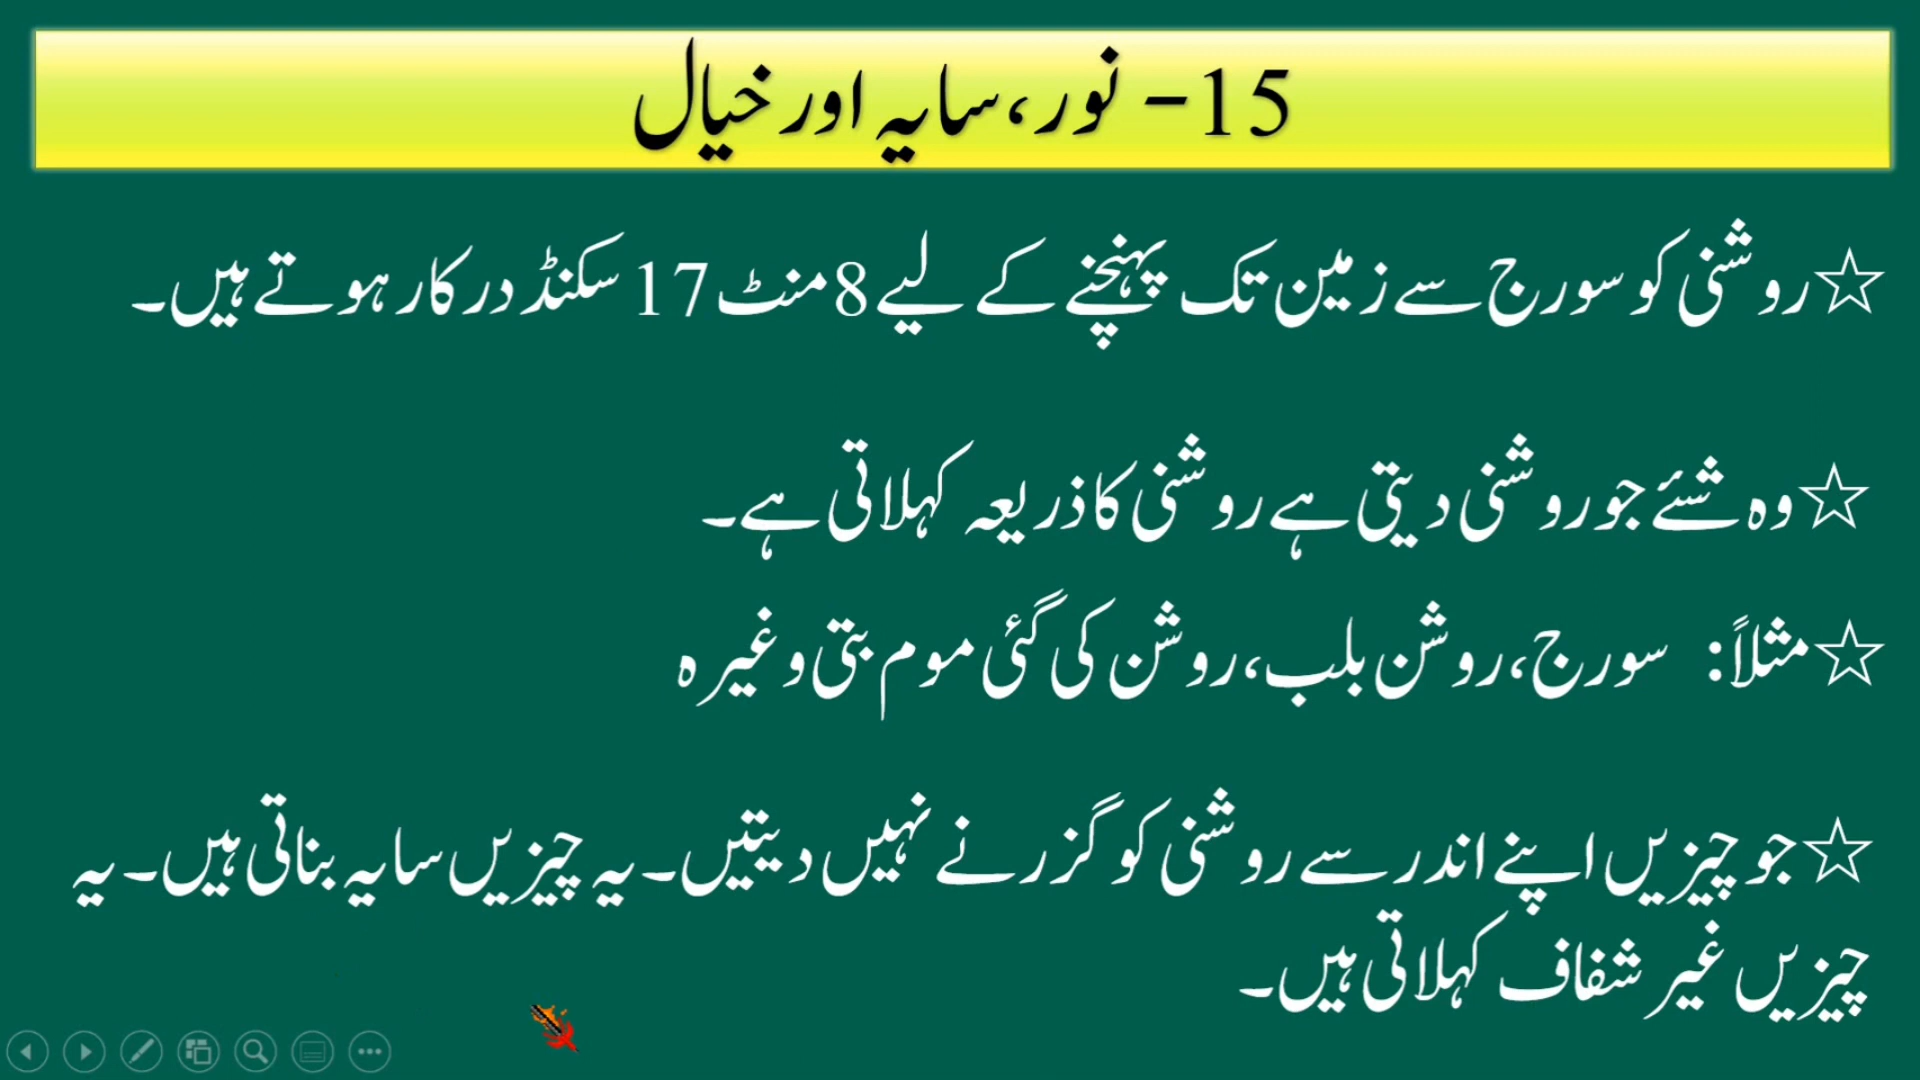 15- نور، سایہ اور خیال
☆روشنی کو سورج سے زمین تک پہنچنے کے لیے 8 منٹ 17 سکنڈ درکار ہوتے ہیں۔
☆وہ شئے جو روشنی دیتی ہے روشنی کا ذریعہ کہلاتی ہے۔
☆مثلاً: سورج، روشن بلب، روشن کی گئی موم بتی وغیرہ
☆جو چیزیں اپنے اندر سے روشنی کو گزرنے نہیں دیتیں۔ یہ چیزیں سایہ بناتی ہیں۔ یہ
چیزیں غیر شفاف کہلاتی ہیں۔